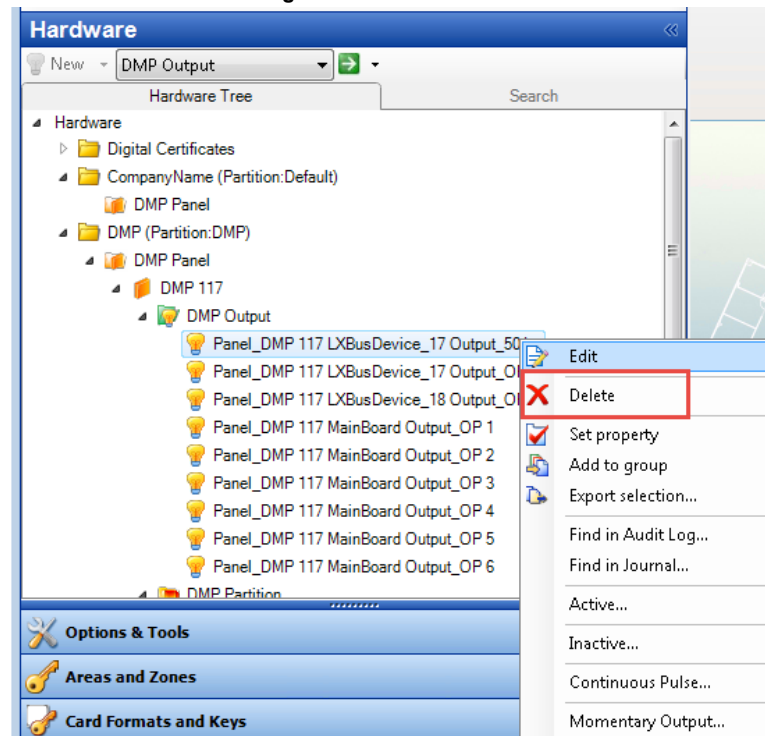 Hardware
New DMP Output
Hardware Tree Search
Hardware
Digital Certificates
CompanyName (Partition:Default)
DMP Panel
DMP (Partition:DMP)
DMP Panel
DMP 117
DMP Output
Panel_DMP 117 LXBusDevice_17 Output_50
Panel_DMP 117 LXBusDevice_17 Output_O
Panel_DMP 117 LXBusDevice_18 Output_O
Panel_DMP 117 MainBoard Output_OP 1
Panel_DMP 117 MainBoard Output_OP 2
Panel_DMP 117 MainBoard Output_OP 3
Panel_DMP 117 MainBoard Output_OP 4
Panel_DMP 117 MainBoard Output_OP 5
Panel_DMP 117 MainBoard Output_OP 6
DMP Partition
Options & Tools
Areas and Zones
Card Formats and Keys
Edit
Delete
Set property
Add to group
Export selection...
Find in Audit Log...
Find in Journal...
Active...
Inactive...
Continuous Pulse...
Momentary Output...